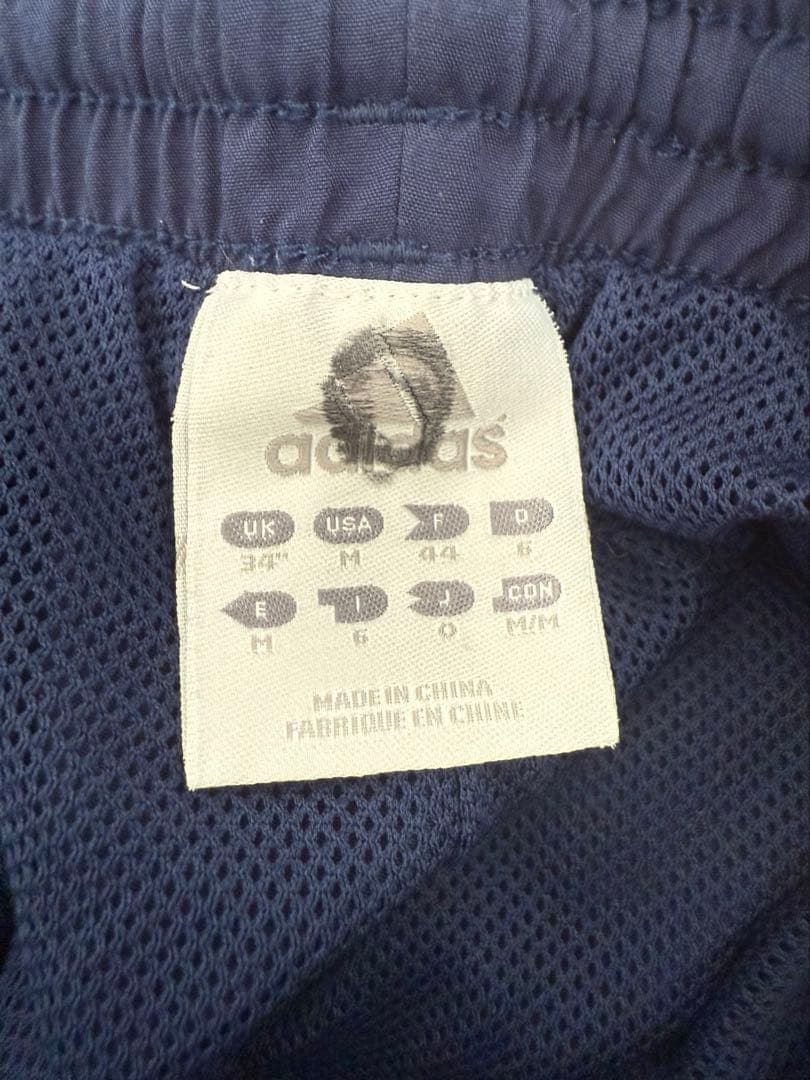 adidas
UK USA F D
34" M 44 6
E I J CON
M 6 O M/M
MADE IN CHINA
FABRIQUE EN CHINE